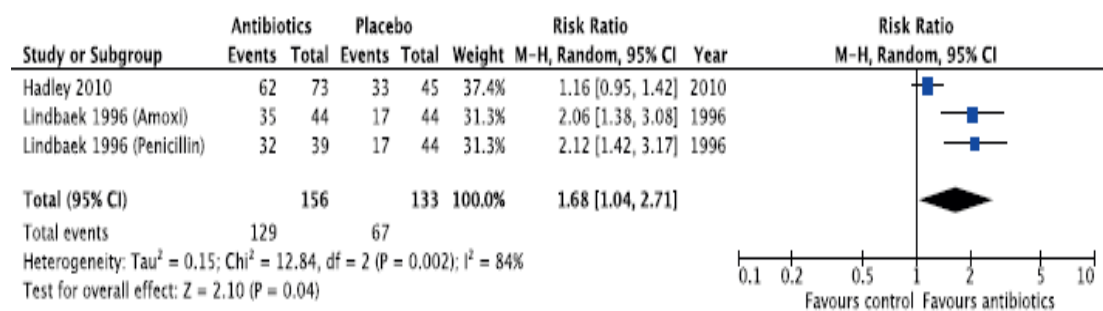 Antibiotics Placebo Risk Ratio Risk Ratio
Study or Subgroup Events Total Events Total Weight M-H, Random, 95% CI Year M-H, Random, 95% CI
Hadley 2010 62 73 33 45 37.4% 1.16 [0.95, 1.42] 2010
Lindbaek 1996 (Amoxi) 35 44 17 44 31.3% 2.06 [1.38, 3.08] 1996
Lindbaek 1996 (Penicillin) 32 39 17 44 31.3% 2.12 [1.42, 3.17] 1996
Total (95% CI) 156 133 100.0% 1.68 [1.04, 2.71]
Total events 129 67
Heterogeneity: Tau² = 0.15; Chi² = 12.84, df = 2 (P = 0.002); I² = 84%
Test for overall effect: Z = 2.10 (P = 0.04)
0.1 0.2 0.5 1 2 5 10
Favours control Favours antibiotics